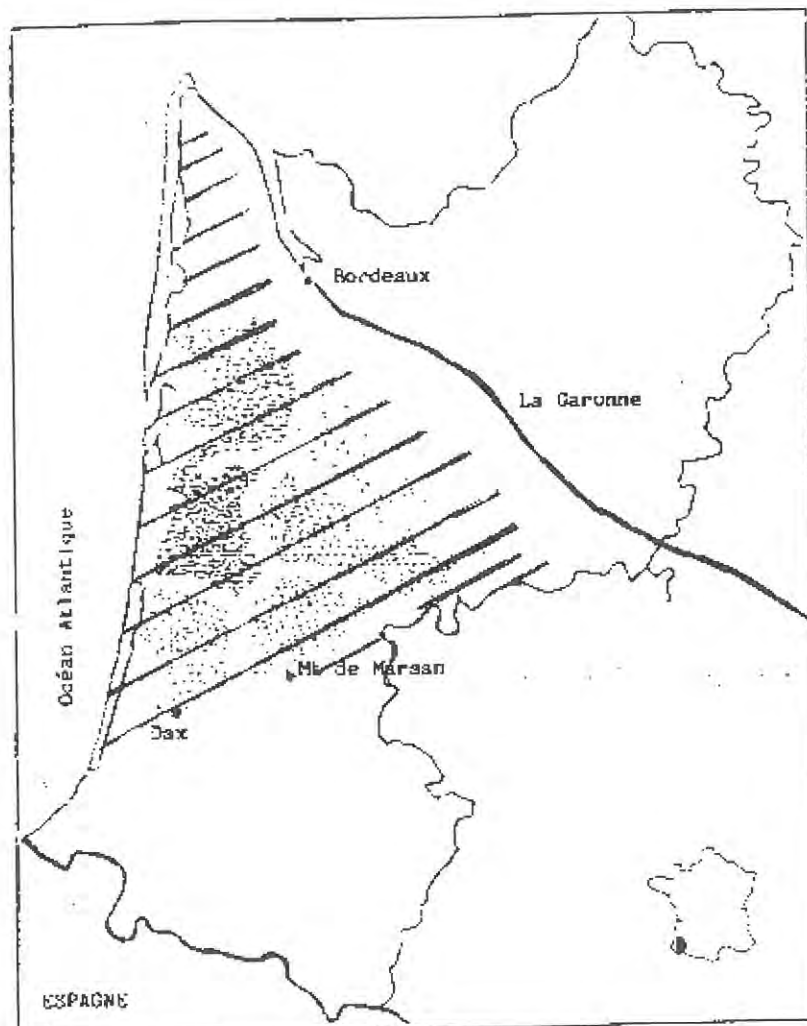 Bordeaux
La Garonne
Océan Atlantique
Mt de Marsan
Dax
ESPAGNE